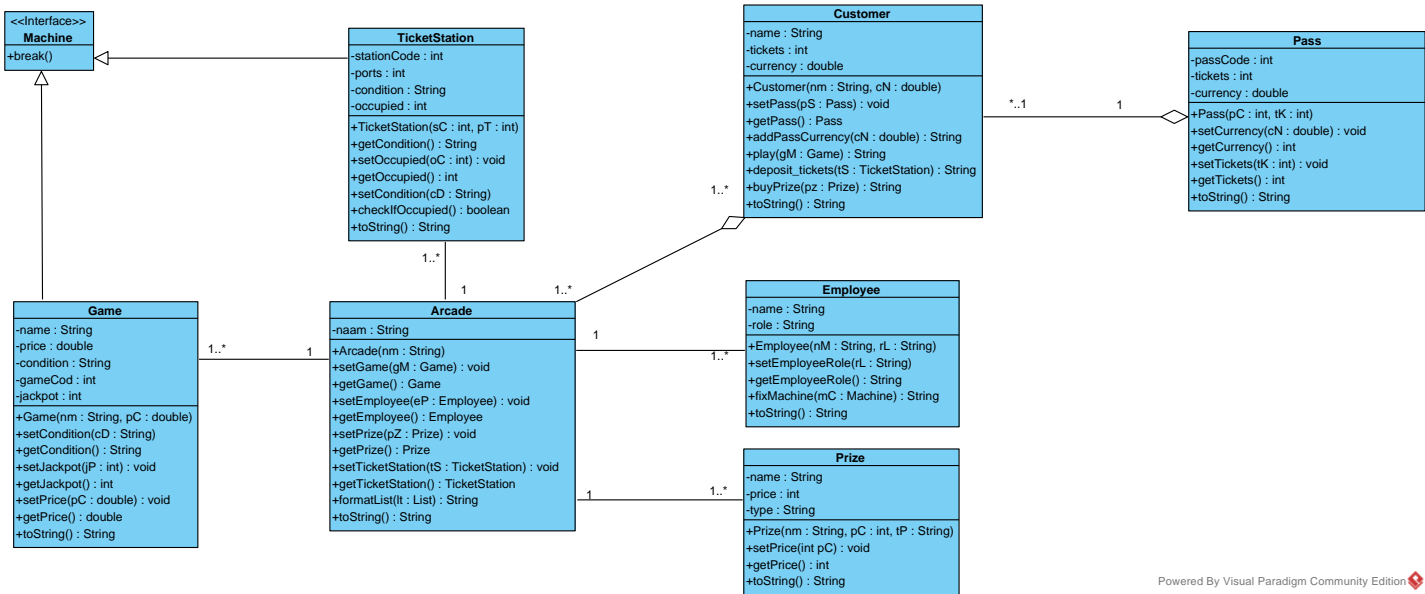 <<Interface>>
Machine
+break()
TicketStation
-stationCode : int
-ports : int
-condition : String
-occupied : int
+TicketStation(sC : int, pT : int)
+getCondition() : String
+setOccupied(oC : int) : void
+getOccupied() : int
+setCondition(cD : String)
+checkIfOccupied() : boolean
+toString() : String
Customer
-name : String
-tickets : int
-currency : double
+Customer(nm : String, cN : double)
+setPass(pS : Pass) : void
+getPass() : Pass
+addPassCurrency(cN : double) : String
+play(gM : Game) : String
+deposit_tickets(tS : TicketStation) : String
+buyPrize(pz : Prize) : String
+toString() : String
*..1
1
Pass
-passCode : int
-tickets : int
-currency : double
+Pass(pC : int, tK : int)
+setCurrency(cN : double) : void
+getCurrency() : int
+setTickets(tK : int) : void
+getTickets() : int
+toString() : String
1..*
1..*
1..*
1
Game
-name : String
-price : double
-condition : String
-gameCod : int
-jackpot : int
+Game(nm : String, pC : double)
+setCondition(cD : String)
+getCondition() : String
+setJackpot(jP : int) : void
+getJackpot() : int
+setPrice(pC : double) : void
+getPrice() : double
+toString() : String
1..*
1
Arcade
-naam : String
+Arcade(nm : String)
+setGame(gM : Game) : void
+getGame() : Game
+setEmployee(eP : Employee) : void
+getEmployee() : Employee
+setPrize(pZ : Prize) : void
+getPrize() : Prize
+setTicketStation(tS : TicketStation) : void
+getTicketStation() : TicketStation
+formatList(lt : List) : String
+toString() : String
1
1..*
Employee
-name : String
-role : String
+Employee(nM : String, rL : String)
+setEmployeeRole(rL : String)
+getEmployeeRole() : String
+fixMachine(mC : Machine) : String
+toString() : String
1
1..*
Prize
-name : String
-price : int
-type : String
+Prize(nm : String, pC : int, tP : String)
+setPrice(int pC) : void
+getPrice() : int
+toString() : String
Powered By Visual Paradigm Community Edition